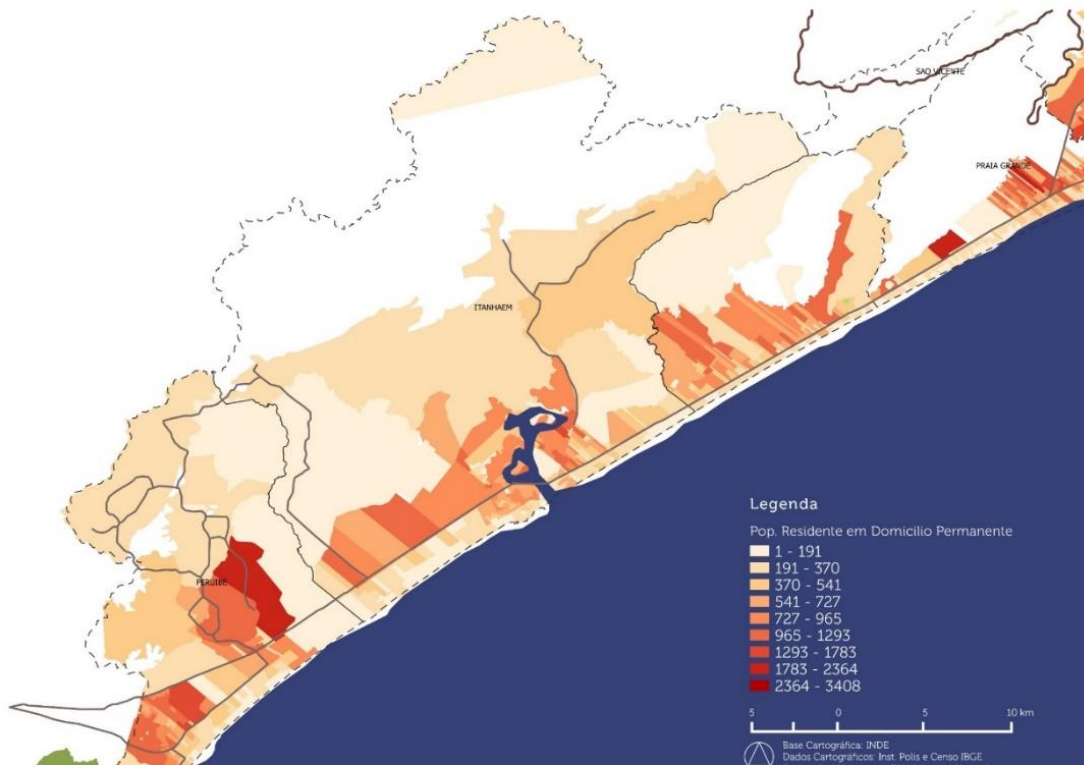 SAO VICENTE
PRAIA GRANDE
ITANHAEM
PERUIBE
Legenda
Pop. Residente em Domicilio Permanente
1 - 191
191 - 370
370 - 541
541 - 727
727 - 965
965 - 1293
1293 - 1783
1783 - 2364
2364 - 3408
5 0 5 10 km
Base Cartográfica: INDE
Dados Cartográficos: Inst. Polis e Censo IBGE